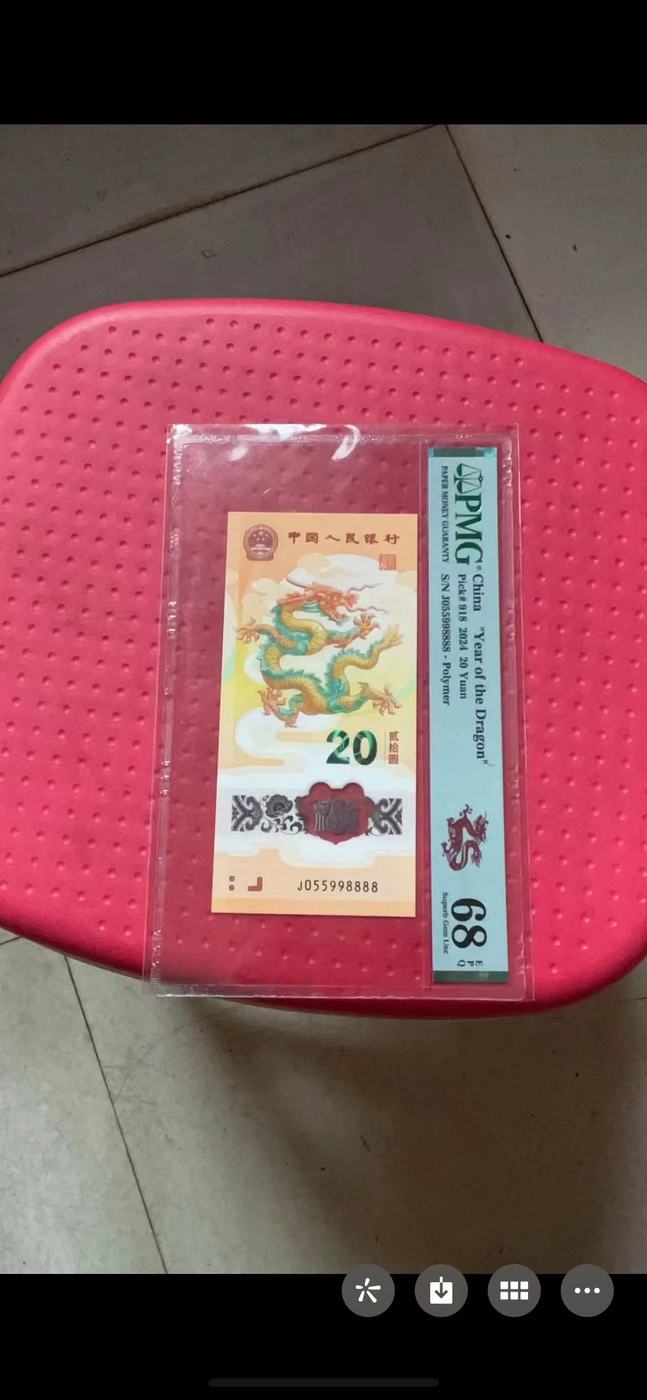 中国人民银行
20
贰拾圆
福
J055998888
PMG®
PAPER MONEY GUARANTY
China "Year of the Dragon"
Pick# 918 2024 20 Yuan
S/N J055998888 - Polymer
68
EPQ
Superb Gem Unc